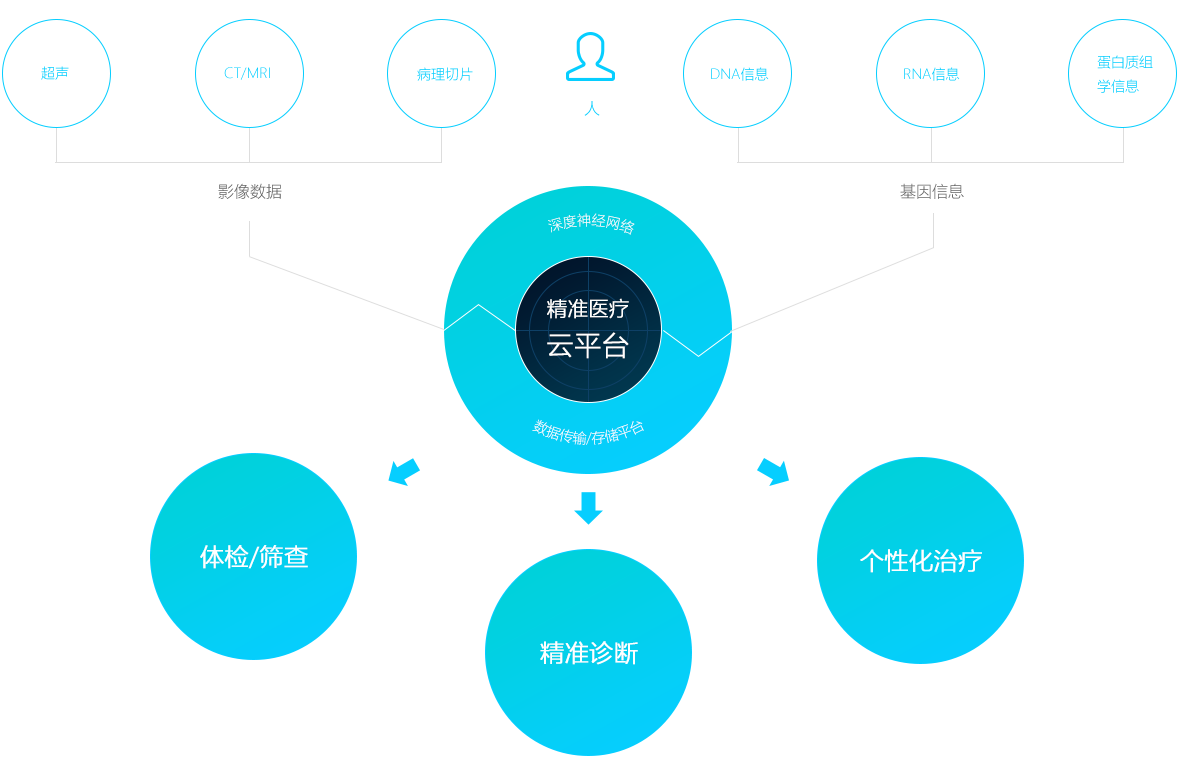 超声
CT/MRI
病理切片
人
DNA信息
RNA信息
蛋白质组
学信息
影像数据
基因信息
深度神经网络
精准医疗
云平台
数据传输/存储平台
体检/筛查
精准诊断
个性化治疗